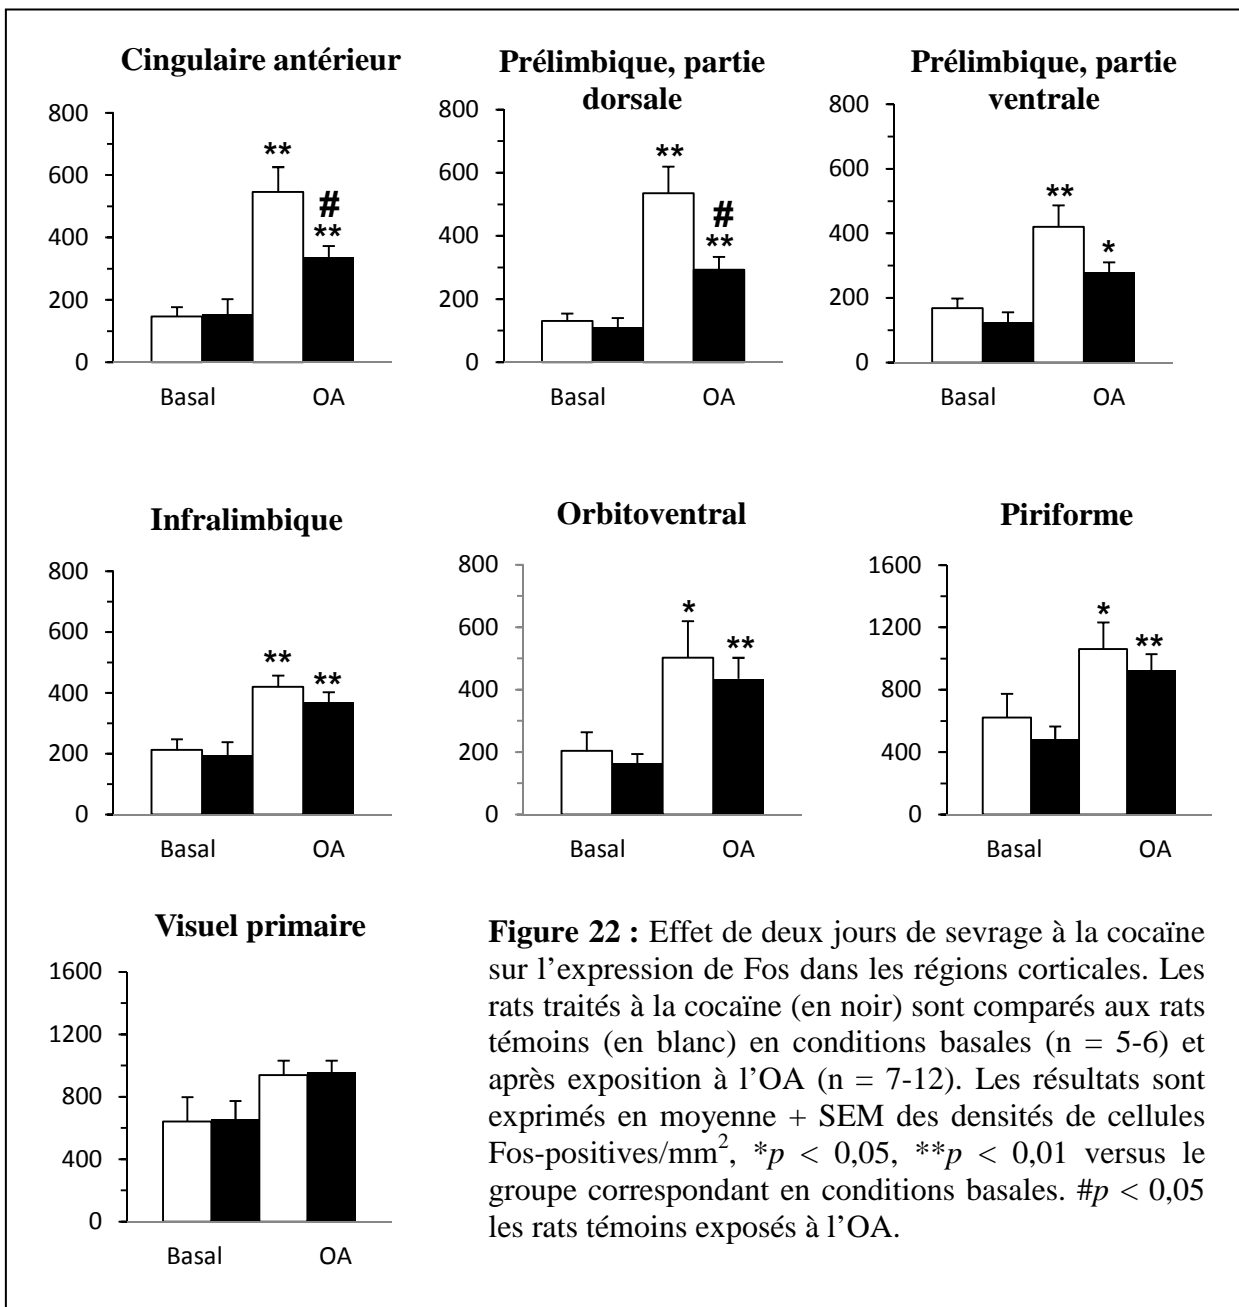 Cingulaire antérieur
800
600
400
200
0
**
#
**
Basal OA
Prélimbique, partie
dorsale
800
600
400
200
0
**
#
**
Basal OA
Prélimbique, partie
ventrale
800
600
400
200
0
**
*
Basal OA
Infralimbique
800
600
400
200
0
**
**
Basal OA
Orbitoventral
800
600
400
200
0
*
**
Basal OA
Piriforme
1600
1200
800
400
0
*
**
Basal OA
Visuel primaire
1600
1200
800
400
0
Basal OA
Figure 22 : Effet de deux jours de sevrage à la cocaïne
sur l’expression de Fos dans les régions corticales. Les
rats traités à la cocaïne (en noir) sont comparés aux rats
témoins (en blanc) en conditions basales (n = 5-6) et
après exposition à l’OA (n = 7-12). Les résultats sont
exprimés en moyenne + SEM des densités de cellules
Fos-positives/mm², *p < 0,05, **p < 0,01 versus le
groupe correspondant en conditions basales. #p < 0,05
les rats témoins exposés à l’OA.